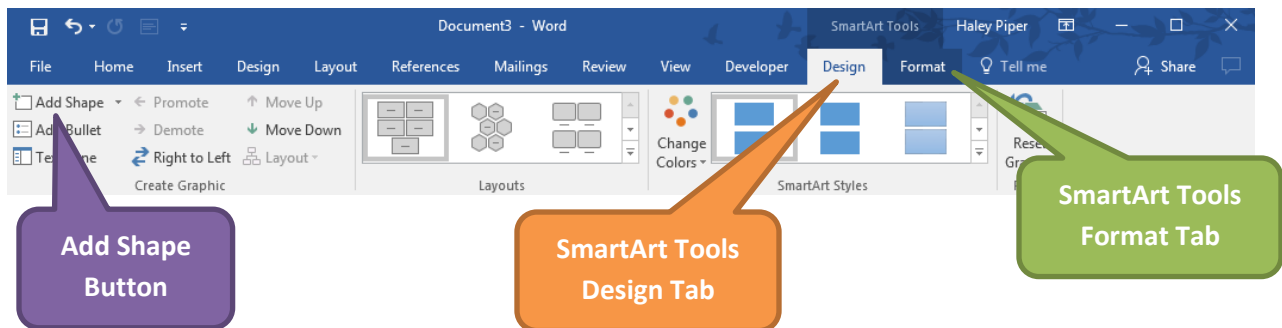 Document3 - Word
SmartArt Tools
Haley Piper
File Home Insert Design Layout References Mailings Review View Developer Design Format Tell me Share
Add Shape Promote Move Up
Add Bullet Demote Move Down
Right to Left Layout
Change
Colors
Create Graphic Layouts SmartArt Styles
Add Shape
Button
SmartArt Tools
Design Tab
SmartArt Tools
Format Tab